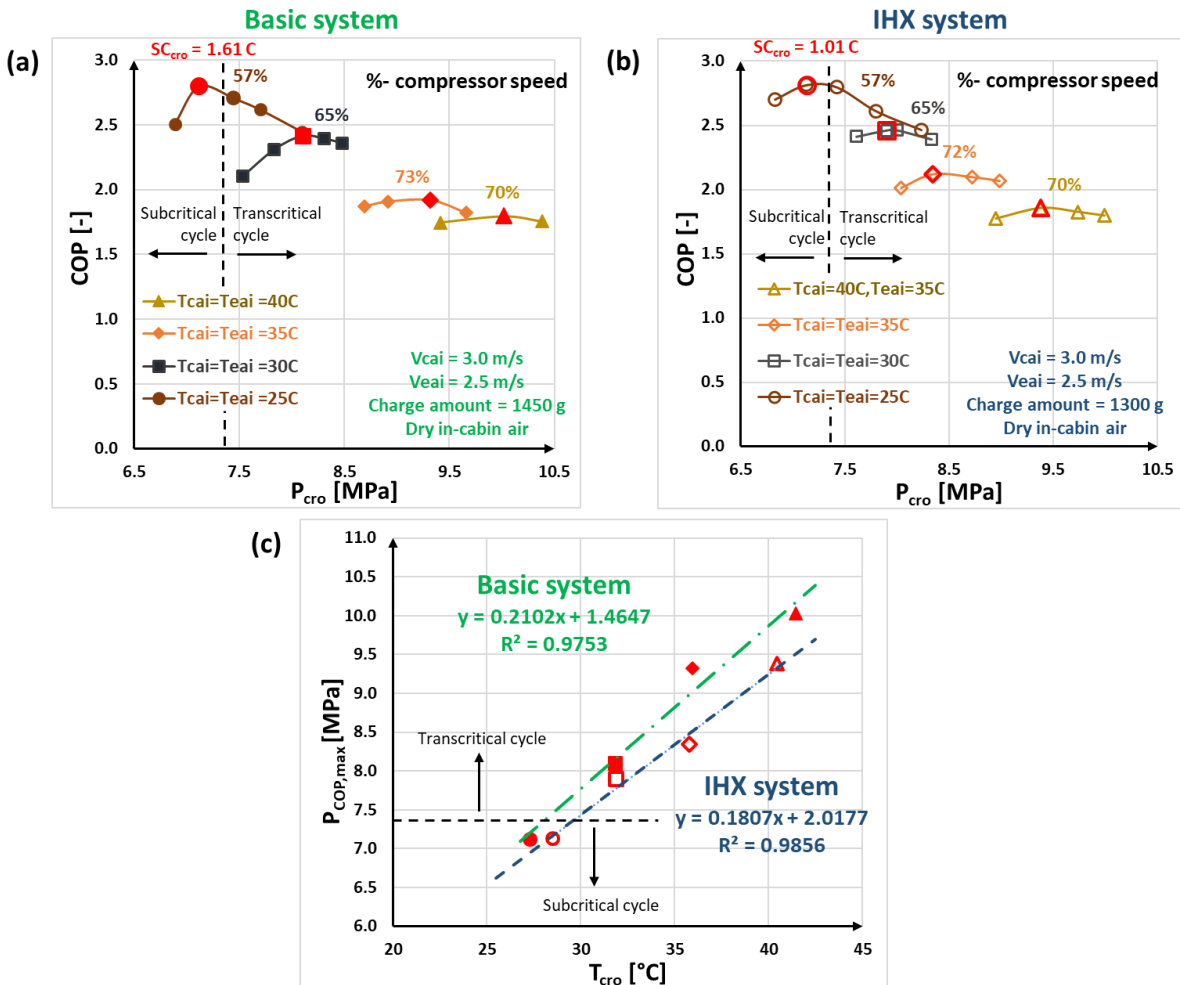 Basic system
IHX system
(a)
SCcro = 1.61 C
3.0
57%
%- compressor speed
65%
2.5
73%
70%
2.0
Subcritical
cycle
Transcritical
cycle
COP [-]
1.5
Tcai=Teai =40C
Tcai=Teai =35C
Tcai=Teai =30C
Tcai=Teai =25C
1.0
0.5
0.0
Vcai = 3.0 m/s
Veai = 2.5 m/s
Charge amount = 1450 g
Dry in-cabin air
6.5 7.5 8.5 9.5 10.5
Pcro [MPa]
(b)
SCcro = 1.01 C
3.0
57%
%- compressor speed
65%
2.5
72%
70%
2.0
Subcritical
cycle
Transcritical
cycle
COP [-]
1.5
Tcai=40C,Teai=35C
Tcai=Teai=35C
Tcai=Teai=30C
Tcai=Teai=25C
1.0
0.5
0.0
Vcai = 3.0 m/s
Veai = 2.5 m/s
Charge amount = 1300 g
Dry in-cabin air
6.5 7.5 8.5 9.5 10.5
Pcro [MPa]
(c)
11.0
10.5
10.0
9.5
9.0
8.5
8.0
7.5
7.0
6.5
6.0
PCOP,max [MPa]
Basic system
y = 0.2102x + 1.4647
R² = 0.9753
Transcritical cycle
IHX system
y = 0.1807x + 2.0177
R² = 0.9856
Subcritical cycle
20 25 30 35 40 45
Tcro [°C]